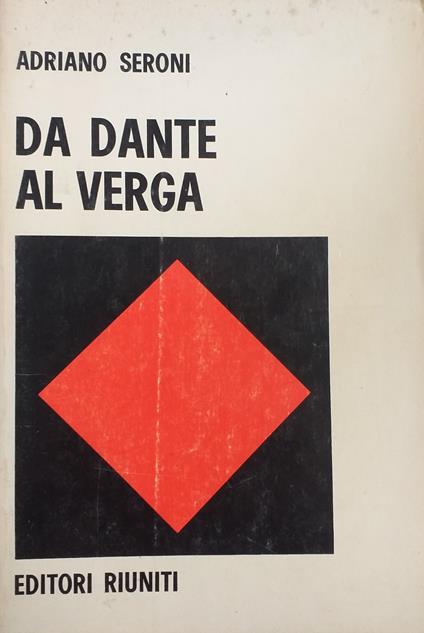 ADRIANO SERONI
DA DANTE
AL VERGA
EDITORI RIUNITI